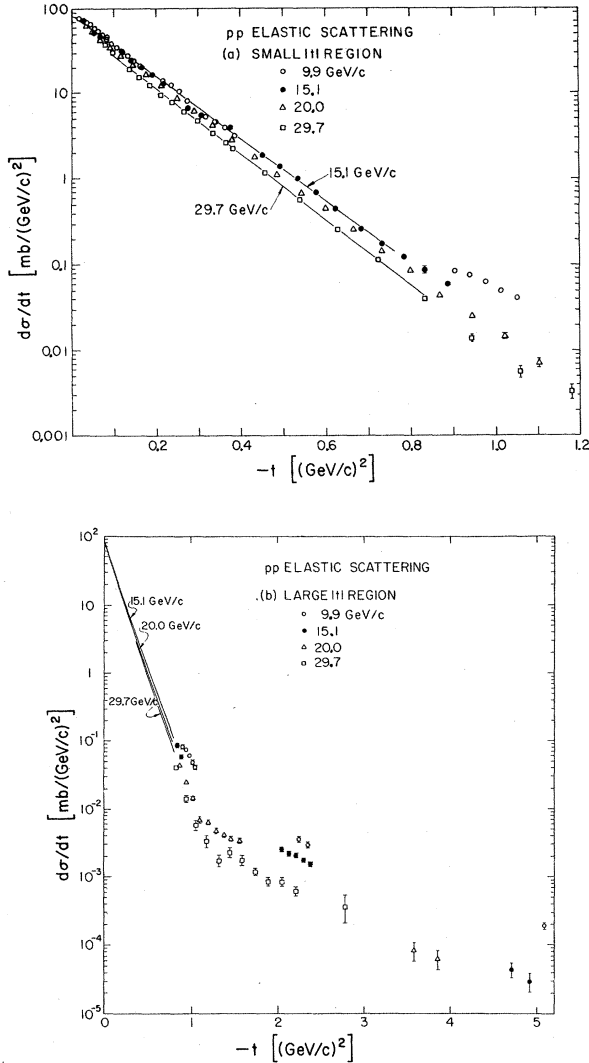 100
pp ELASTIC SCATTERING
(a) SMALL ltl REGION
9.9 GeV/c
15.1
20.0
29.7
10.0
1
0.1
0.01
0.001
15.1 GeV/c
29.7 GeV/c
dσ/dt [mb/(GeV/c)²]
0.2 0.4 0.6 0.8 1.0 1.2
-t [(GeV/c)²]
10²
pp ELASTIC SCATTERING
(b) LARGE ltl REGION
9.9 GeV/c
15.1
20.0
29.7
15.1 GeV/c
20.0 GeV/c
29.7 GeV/c
10
1
10⁻¹
10⁻²
10⁻³
10⁻⁴
10⁻⁵
dσ/dt [mb/(GeV/c)²]
0 1 2 3 4 5
-t [(GeV/c)²]